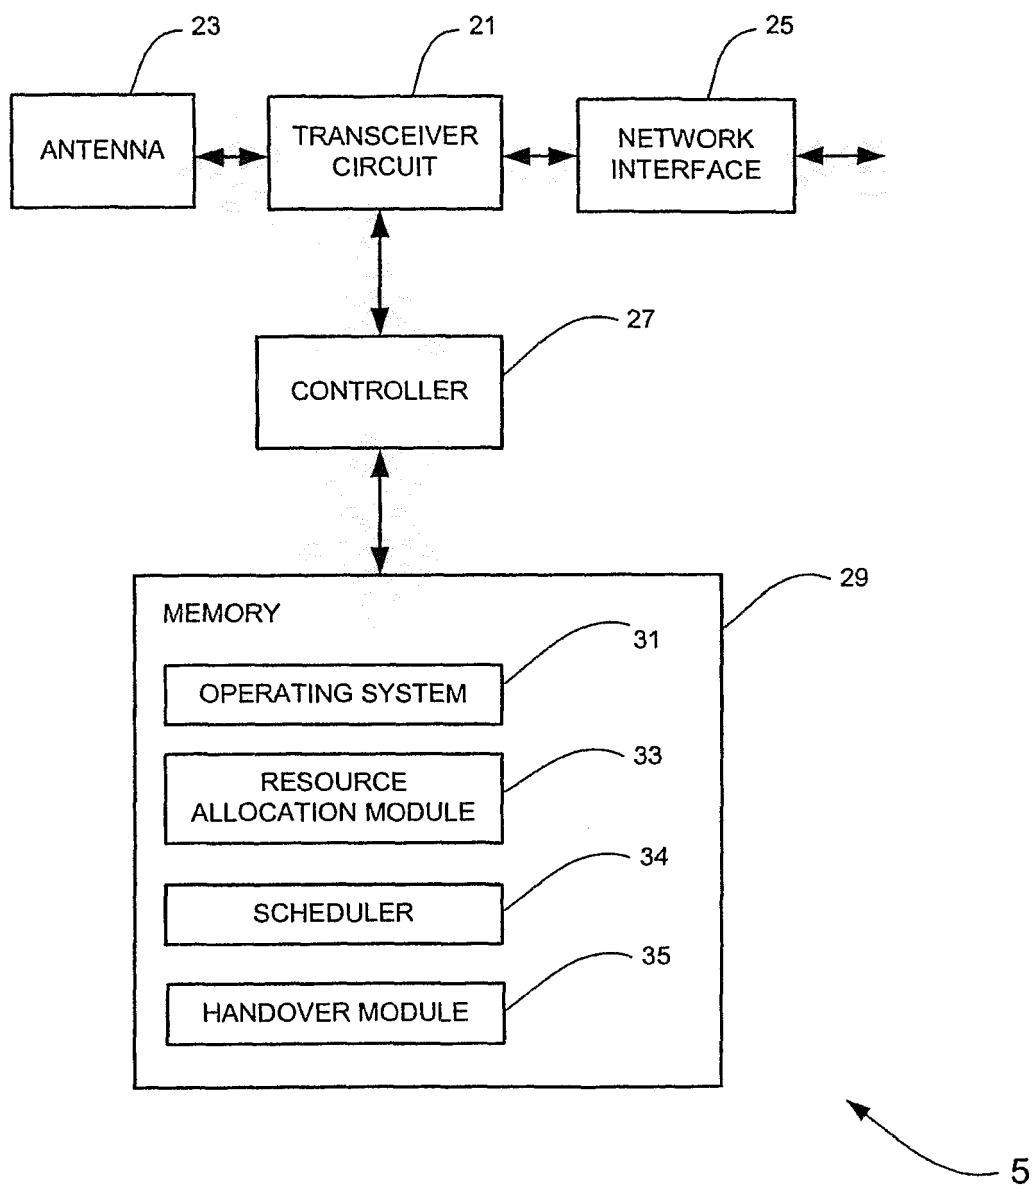 23
21
25
ANTENNA
TRANSCEIVER
CIRCUIT
NETWORK
INTERFACE
27
CONTROLLER
29
MEMORY
31
OPERATING SYSTEM
33
RESOURCE
ALLOCATION MODULE
34
SCHEDULER
35
HANDOVER MODULE
5